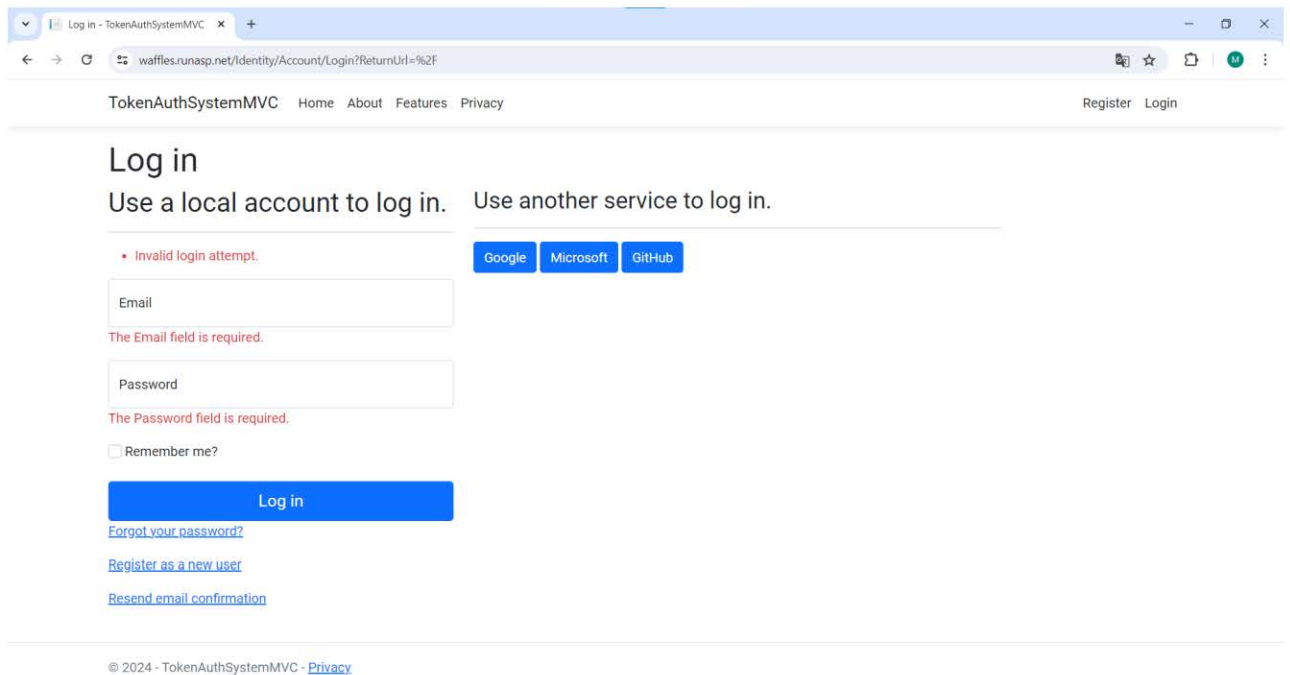 Log in - TokenAuthSystemMVC
waffles.runasp.net/Identity/Account/Login?ReturnUrl=%2F
M
TokenAuthSystemMVC Home About Features Privacy Register Login
Log in
Use a local account to log in.
Use another service to log in.
Invalid login attempt.
Google Microsoft GitHub
Email
The Email field is required.
Password
The Password field is required.
Remember me?
Log in
Forgot your password?
Register as a new user
Resend email confirmation
© 2024 - TokenAuthSystemMVC - Privacy